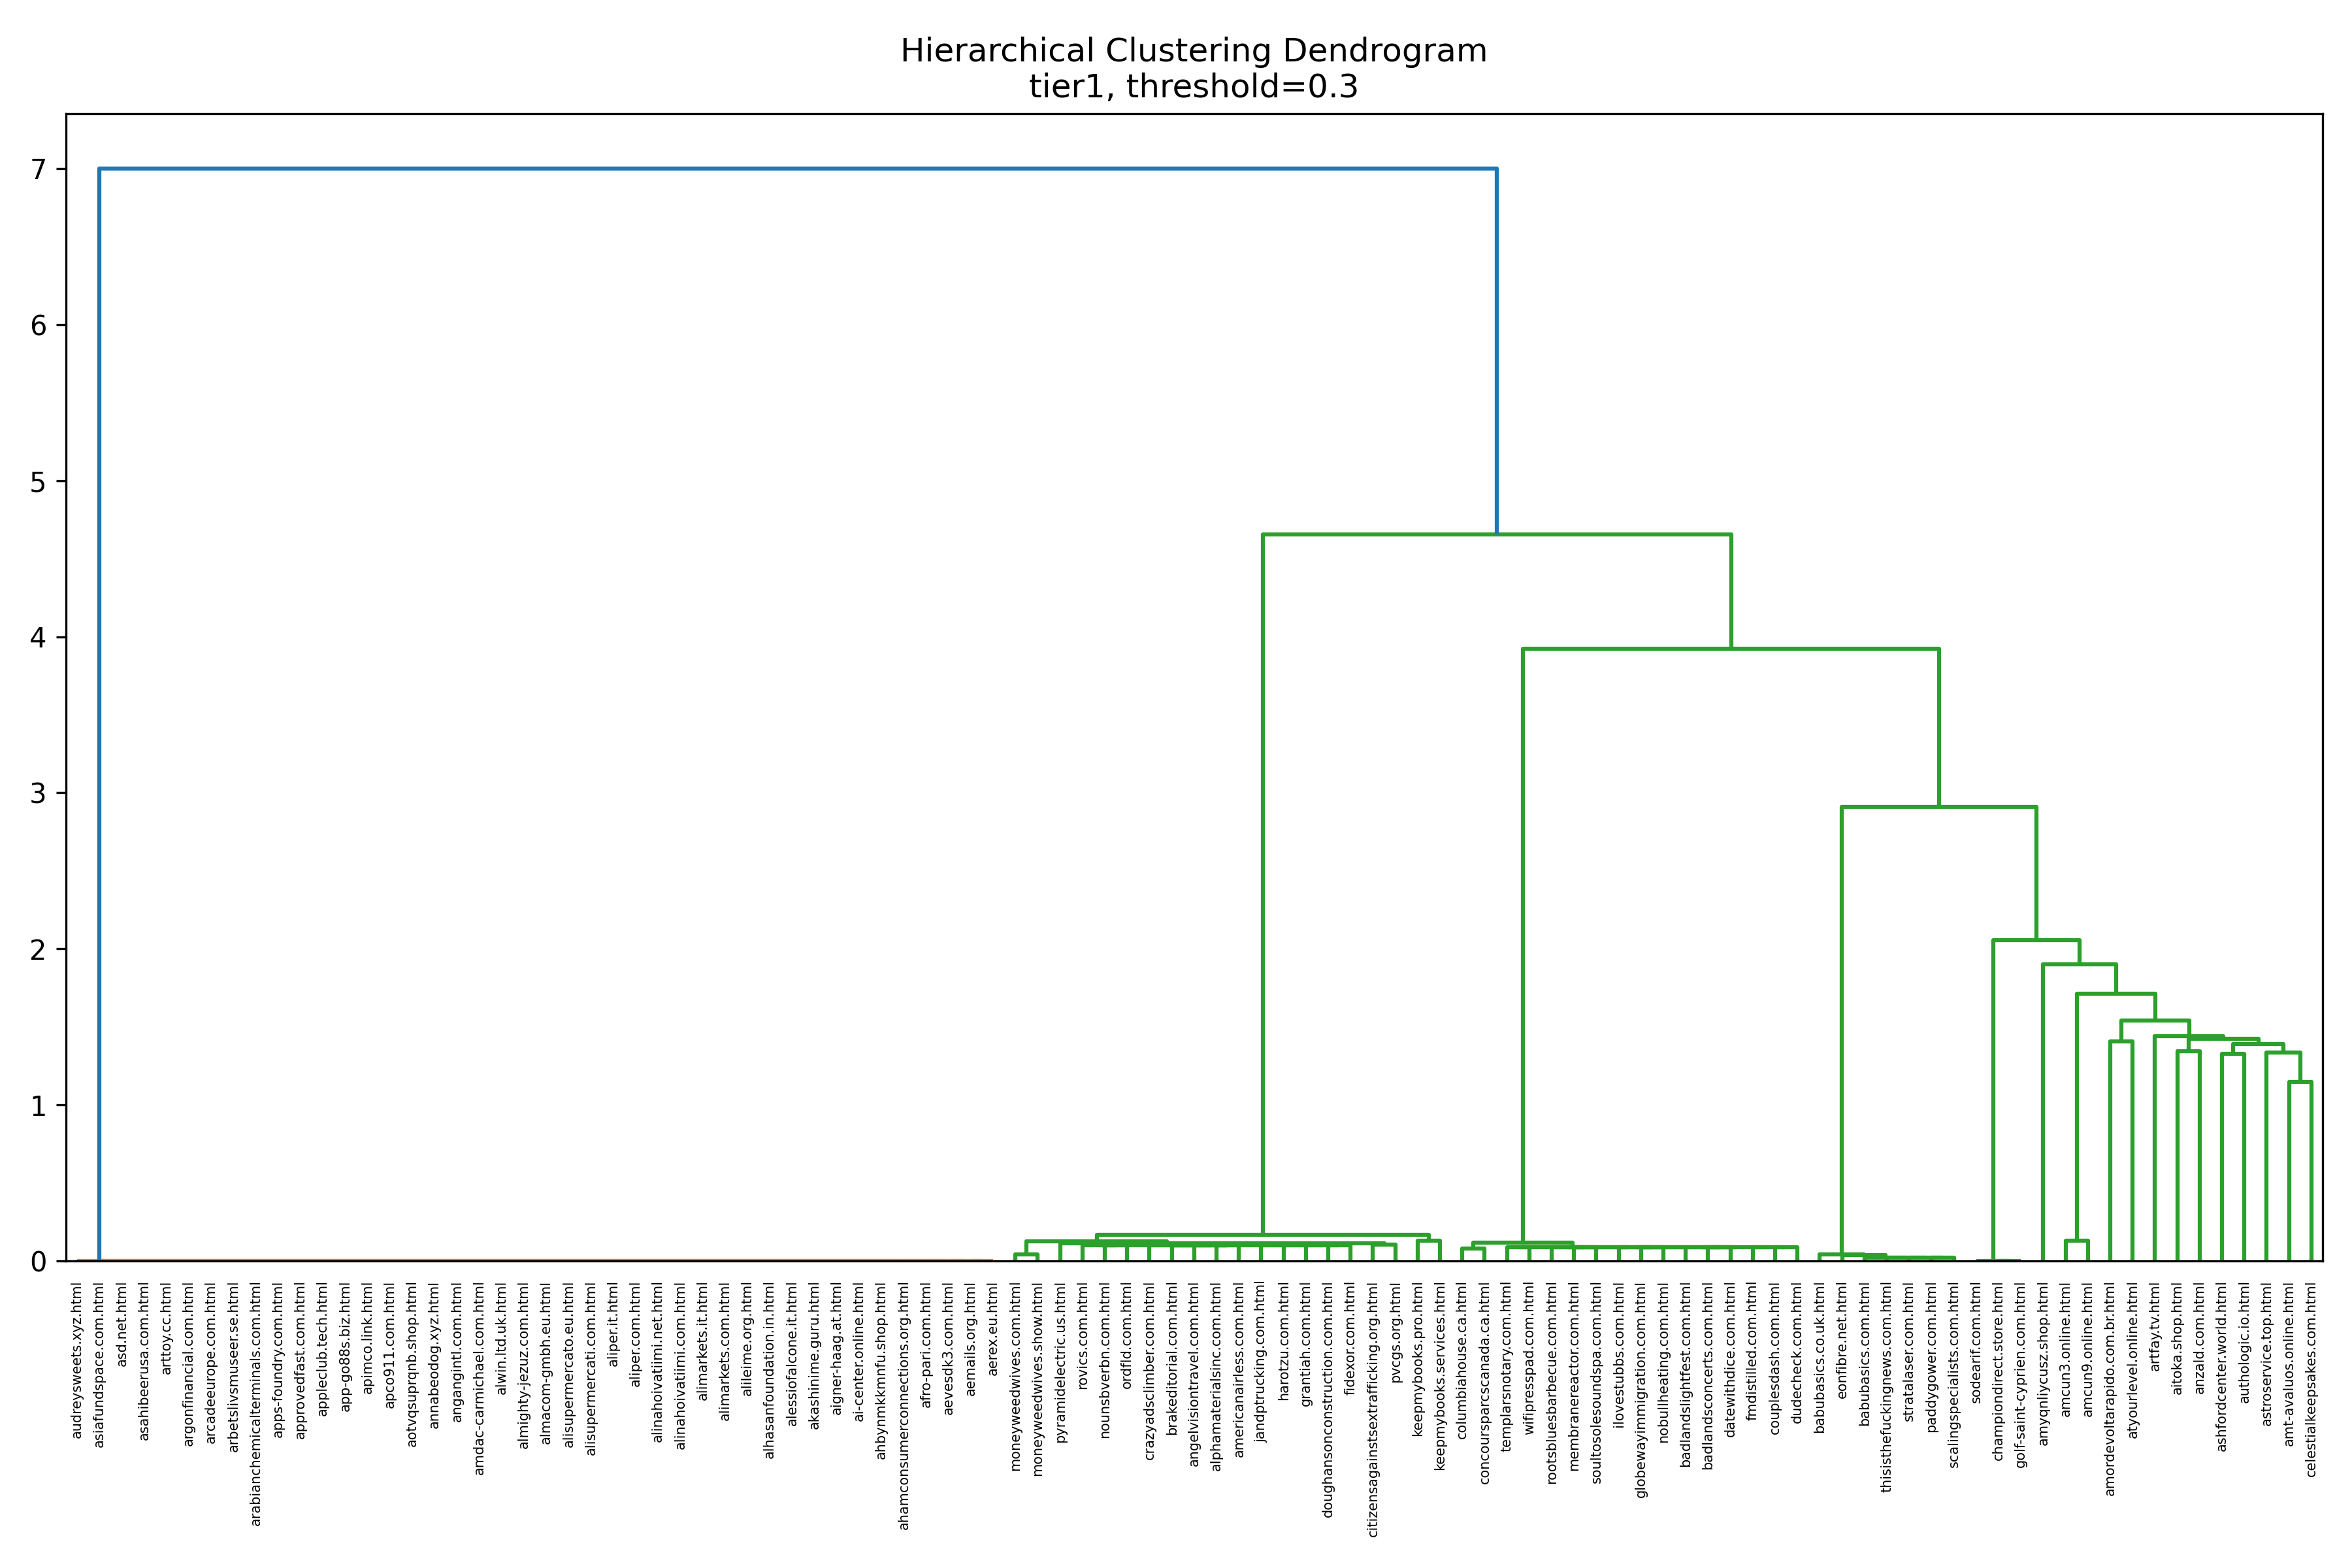 Hierarchical Clustering Dendrogram
tier1, threshold=0.3
7
6
5
4
3
2
1
0
audreysweets.xyz.html
asiafundspace.com.html
asd.net.html
asahibeerusa.com.html
arttoy.cc.html
argonfinancial.com.html
arcadeeurope.com.html
arbetslivsmuseer.se.html
arabianchemicalterminals.com.html
apps-foundry.com.html
approvedfast.com.html
appleclub.tech.html
app-go88s.biz.html
apimco.link.html
apco911.com.html
aotvqsuprqnb.shop.html
annabeodog.xyz.html
angangintl.com.html
amdac-carmichael.com.html
alwin.ltd.uk.html
almighty-jezuz.com.html
almacom-gmbh.eu.html
alisupermercato.eu.html
alisupermercati.com.html
aliper.it.html
aliper.com.html
alinahoivatiimi.net.html
alinahoivatiimi.com.html
alimarkets.it.html
alimarkets.com.html
alileime.org.html
alhasanfoundation.in.html
alessiofalcone.it.html
akashinime.guru.html
aigner-haag.at.html
ai-center.online.html
ahbynmkkmnfu.shop.html
ahamconsumerconnections.org.html
afro-pari.com.html
aevesdk3.com.html
aemails.org.html
aerex.eu.html
moneyweedwives.com.html
moneyweedwives.show.html
pyramidelectric.us.html
rovics.com.html
nounsbverbn.com.html
ordfld.com.html
crazyadsclimber.com.html
brakeditorial.com.html
angelvisiontravel.com.html
alphamaterialsinc.com.html
americanairless.com.html
jandptrucking.com.html
harotzu.com.html
grantiah.com.html
doughansonconstruction.com.html
fidexor.com.html
citizensagainstsextrafficking.org.html
pvcgs.org.html
keepmybooks.pro.html
keepmybooks.services.html
columbiahouse.ca.html
concoursparcscanada.ca.html
templarsnotary.com.html
wifipresspad.com.html
rootsbluesbarbecue.com.html
membranereactor.com.html
soultosolesoundspa.com.html
ilovestubbs.com.html
globewayimmigration.com.html
nobullheating.com.html
badlandslightfest.com.html
badlandsconcerts.com.html
datewithdice.com.html
fmdistilled.com.html
couplesdash.com.html
dudecheck.com.html
babubasics.co.uk.html
eonfibre.net.html
babubasics.com.html
thisisthefuckingnews.com.html
stratalaser.com.html
paddygower.com.html
scalingspecialists.com.html
sodearif.com.html
championdirect.store.html
golf-saint-cyprien.com.html
amyqnliycusz.shop.html
amcun3.online.html
amcun9.online.html
amordevoltarapido.com.br.html
atyourlevel.online.html
artfay.tv.html
aitoka.shop.html
anzald.com.html
ashfordcenter.world.html
authologic.io.html
astroservice.top.html
amt-avaluos.online.html
celestialkeepsakes.com.html